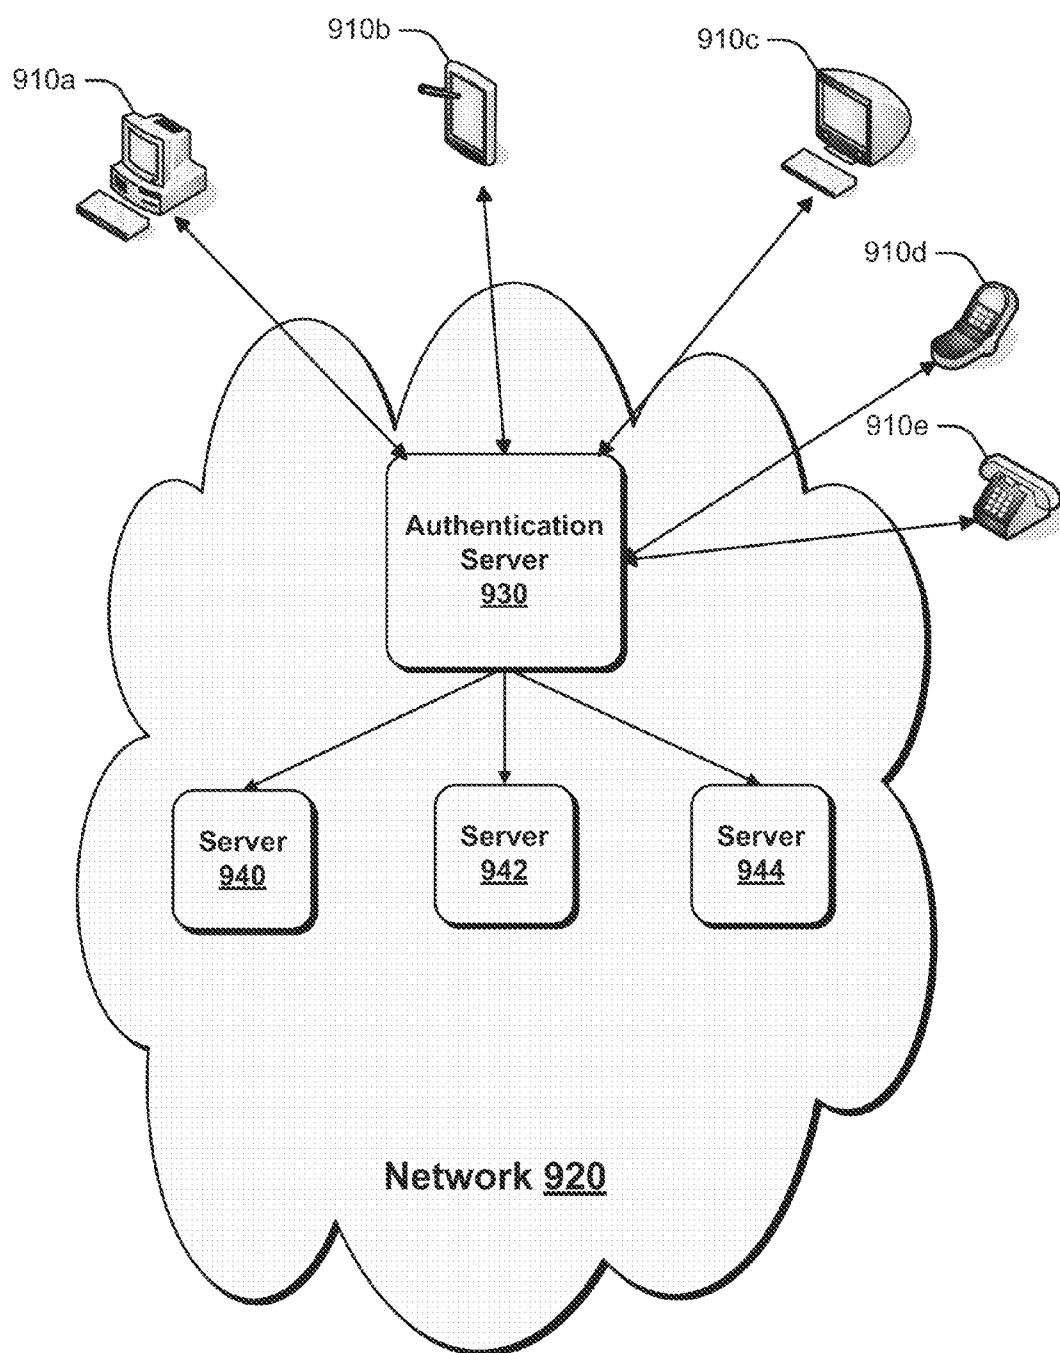 910a
910b
910c
910d
910e
Authentication
Server
930
Server
940
Server
942
Server
944
Network 920